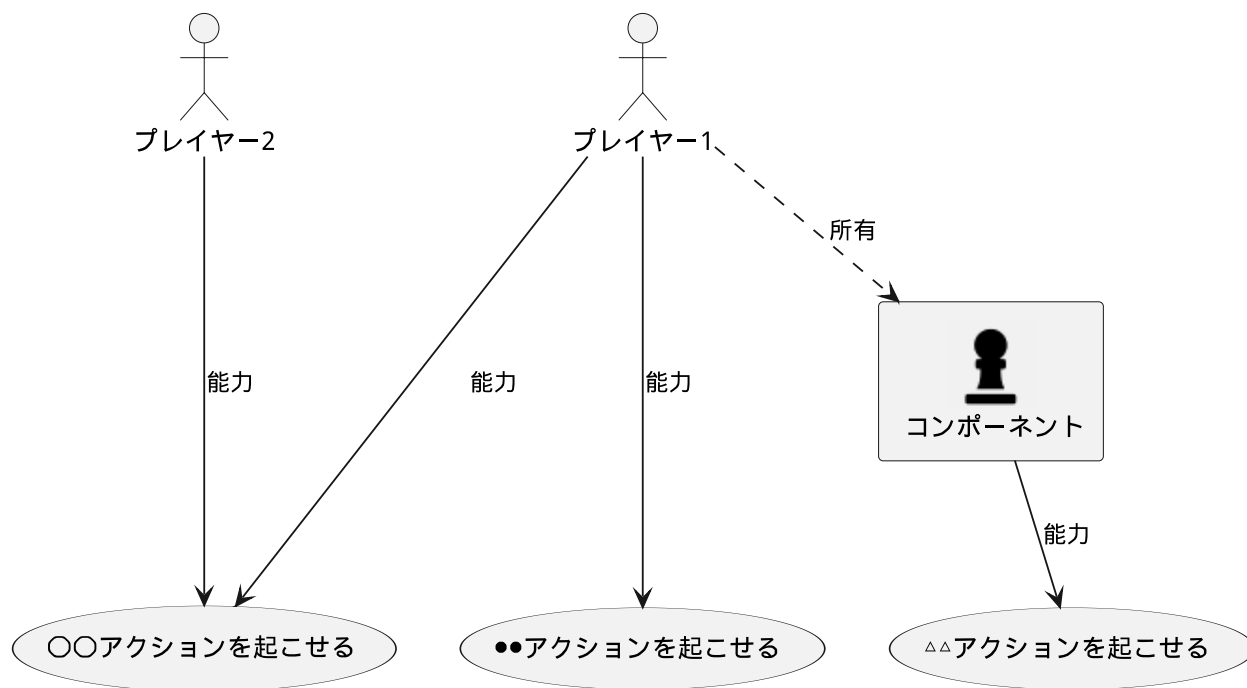 プレイヤー2
プレイヤー1
所有
能力
能力
能力
コンポーネント
能力
○○アクションを起こせる
●●アクションを起こせる
△△アクションを起こせる